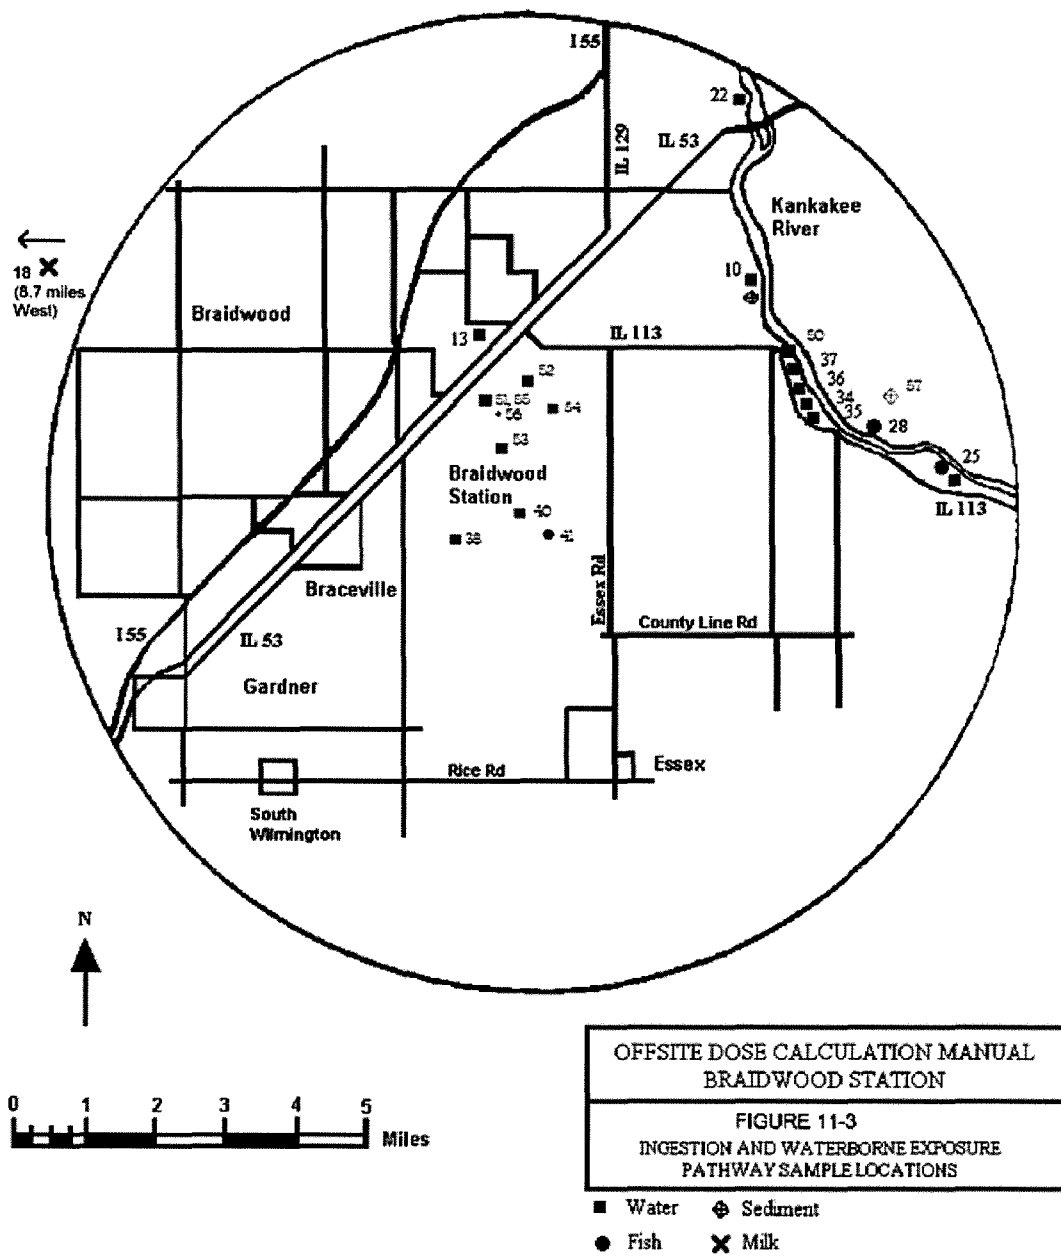 I 55
22
IL 129
IL 53
Kankakee
River
18
(8.7 miles
West)
10
Braidwood
13
IL 113
50
37
36
34
35
52
51, 55
56
54
57
28
53
25
Braidwood
Station
IL 113
40
38
41
Essex Rd
Braceville
County Line Rd
I 55
IL 53
Gardner
Essex
Rice Rd
South
Wilmington
N
0 1 2 3 4 5
Miles
OFFSITE DOSE CALCULATION MANUAL
BRAIDWOOD STATION
FIGURE 11-3
INGESTION AND WATERBORNE EXPOSURE
PATHWAY SAMPLE LOCATIONS
Water Sediment
Fish Milk